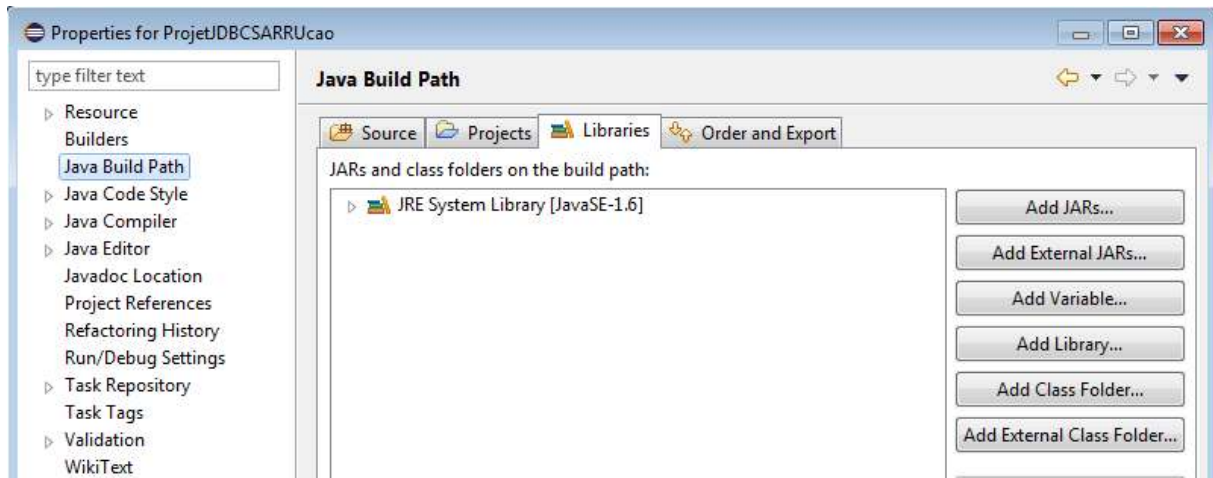 Properties for ProjetJDBCSARRUcao
type filter text
Resource
Builders
Java Build Path
Java Code Style
Java Compiler
Java Editor
Javadoc Location
Project References
Refactoring History
Run/Debug Settings
Task Repository
Task Tags
Validation
WikiText
Java Build Path
Source Projects Libraries Order and Export
JARs and class folders on the build path:
JRE System Library [JavaSE-1.6]
Add JARs...
Add External JARs...
Add Variable...
Add Library...
Add Class Folder...
Add External Class Folder...